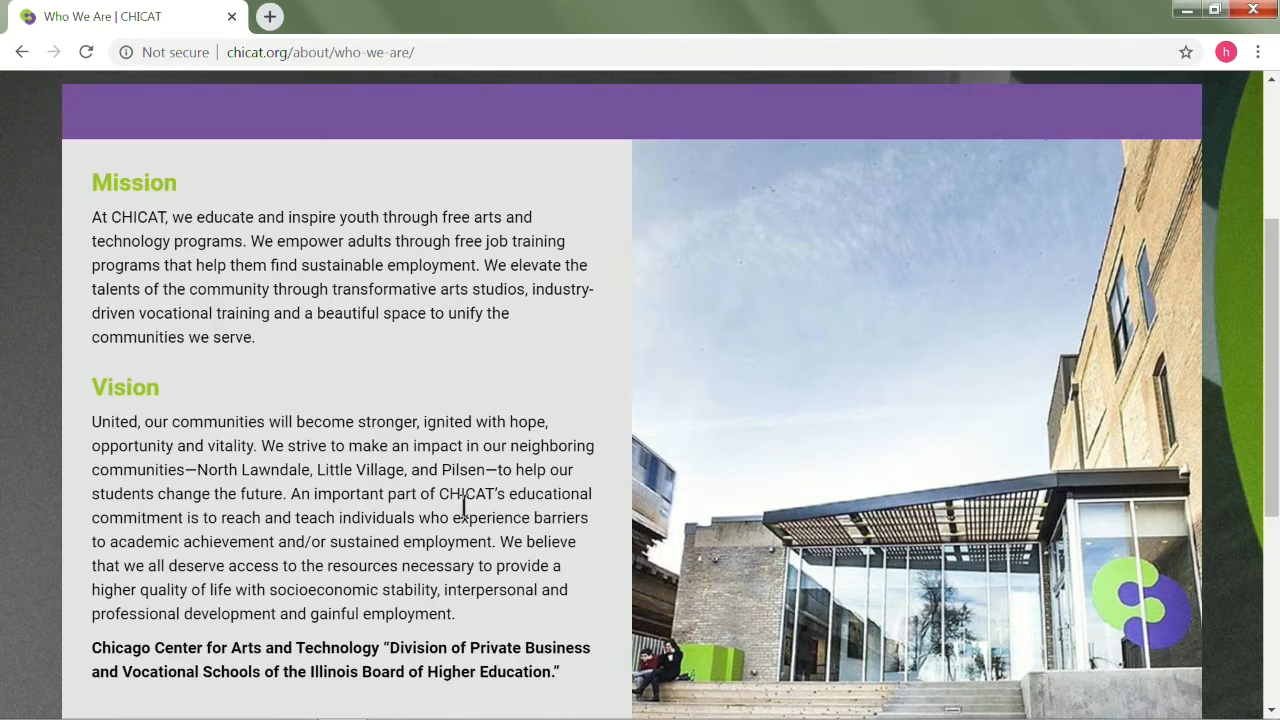 Who We Are | CHICAT
Not secure
chicat.org/about/who-we-are/
h
Mission
At CHICAT, we educate and inspire youth through free arts and
technology programs. We empower adults through free job training
programs that help them find sustainable employment. We elevate the
talents of the community through transformative arts studios, industry-
driven vocational training and a beautiful space to unify the
communities we serve.
Vision
United, our communities will become stronger, ignited with hope,
opportunity and vitality. We strive to make an impact in our neighboring
communities—North Lawndale, Little Village, and Pilsen—to help our
students change the future. An important part of CHICAT’s educational
commitment is to reach and teach individuals who experience barriers
to academic achievement and/or sustained employment. We believe
that we all deserve access to the resources necessary to provide a
higher quality of life with socioeconomic stability, interpersonal and
professional development and gainful employment.
Chicago Center for Arts and Technology “Division of Private Business
and Vocational Schools of the Illinois Board of Higher Education.”